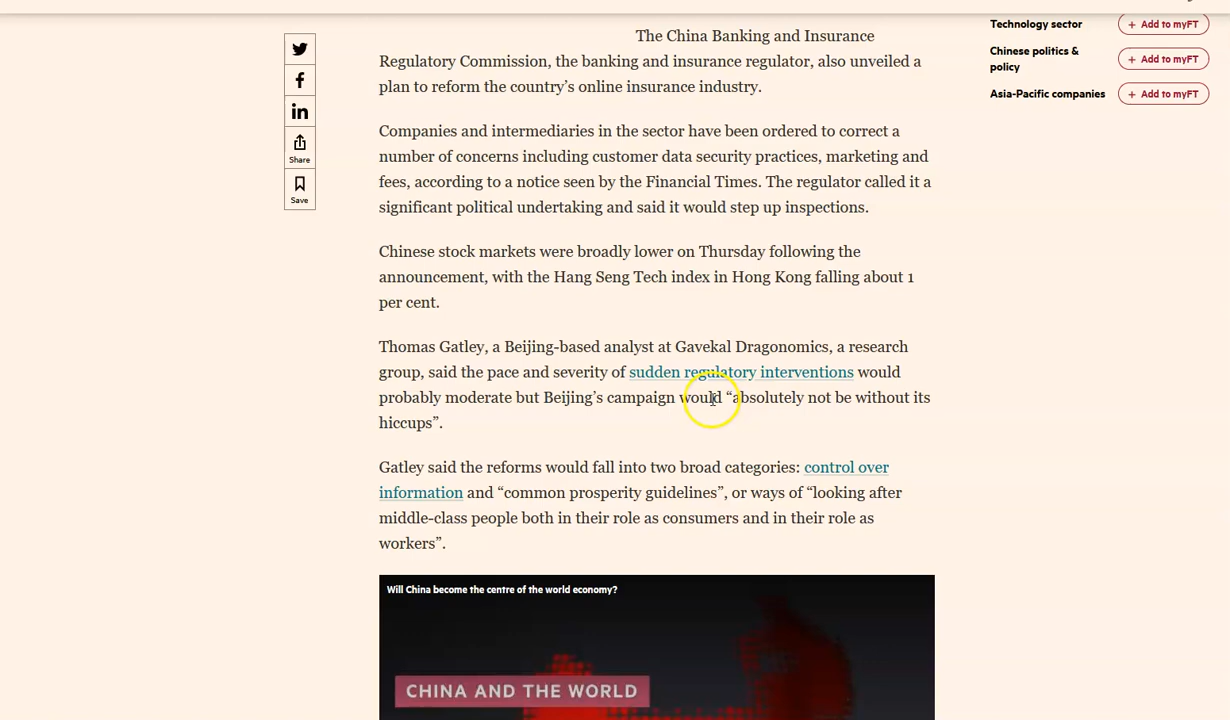 The China Banking and Insurance
Regulatory Commission, the banking and insurance regulator, also unveiled a
plan to reform the country's online insurance industry.
Companies and intermediaries in the sector have been ordered to correct a
number of concerns including customer data security practices, marketing and
fees, according to a notice seen by the Financial Times. The regulator called it a
significant political undertaking and said it would step up inspections.
Chinese stock markets were broadly lower on Thursday following the
announcement, with the Hang Seng Tech index in Hong Kong falling about 1
per cent.
Thomas Gatley, a Beijing-based analyst at Gavekal Dragonomics, a research
group, said the pace and severity of sudden regulatory interventions would
probably moderate but Beijing's campaign would “absolutely not be without its
hiccups”.
Gatley said the reforms would fall into two broad categories: control over
information and “common prosperity guidelines”, or ways of “looking after
middle-class people both in their role as consumers and in their role as
workers”.
Will China become the centre of the world economy?
CHINA AND THE WORLD
Share
Save
Technology sector
+ Add to myFT
Chinese politics &
policy
+ Add to myFT
Asia-Pacific companies
+ Add to myFT